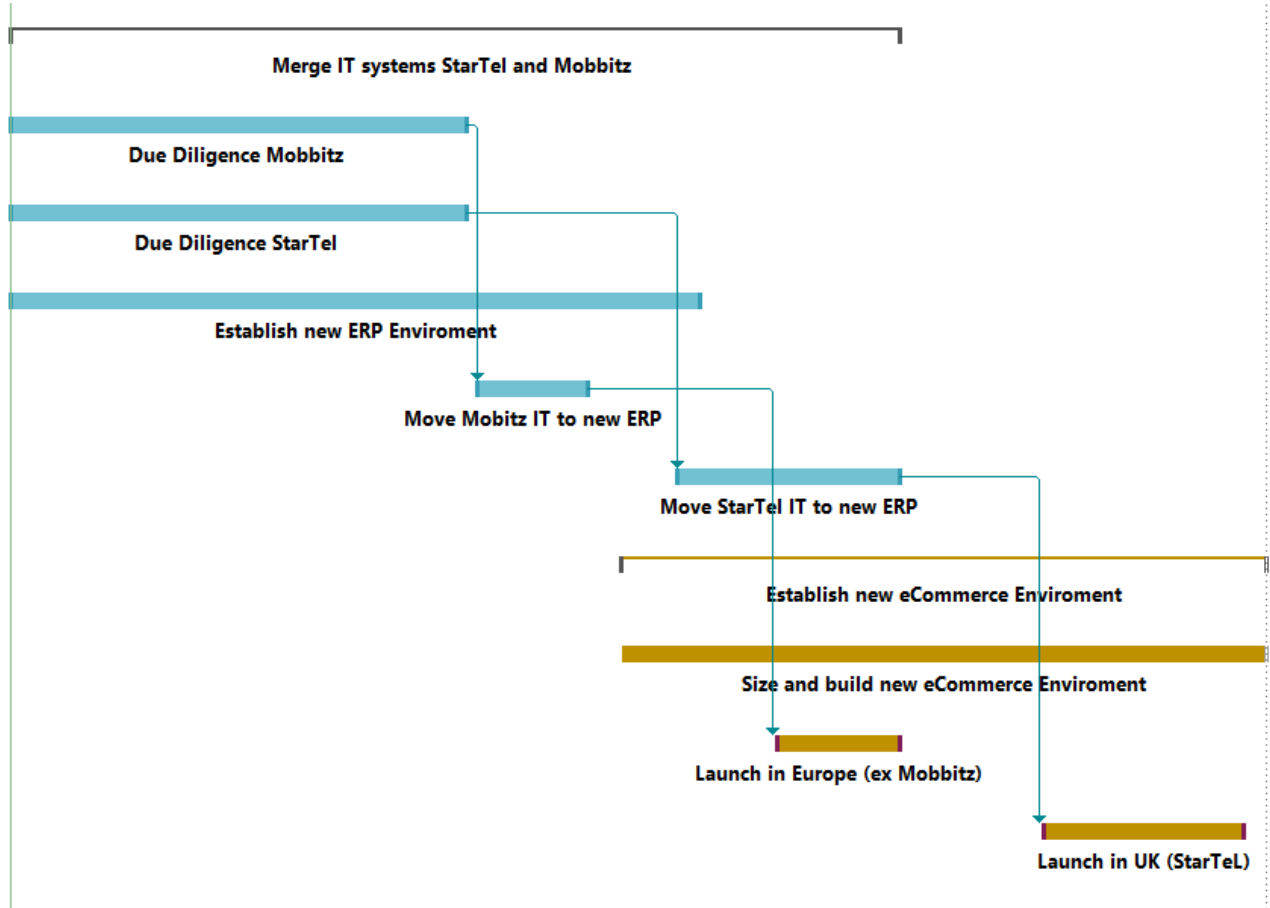 Merge IT systems StarTel and Mobbitz
Due Diligence Mobbitz
Due Diligence StarTel
Establish new ERP Enviroment
Move Mobitz IT to new ERP
Move StarTel IT to new ERP
Establish new eCommerce Enviroment
Size and build new eCommerce Enviroment
Launch in Europe (ex Mobbitz)
Launch in UK (StarTeL)